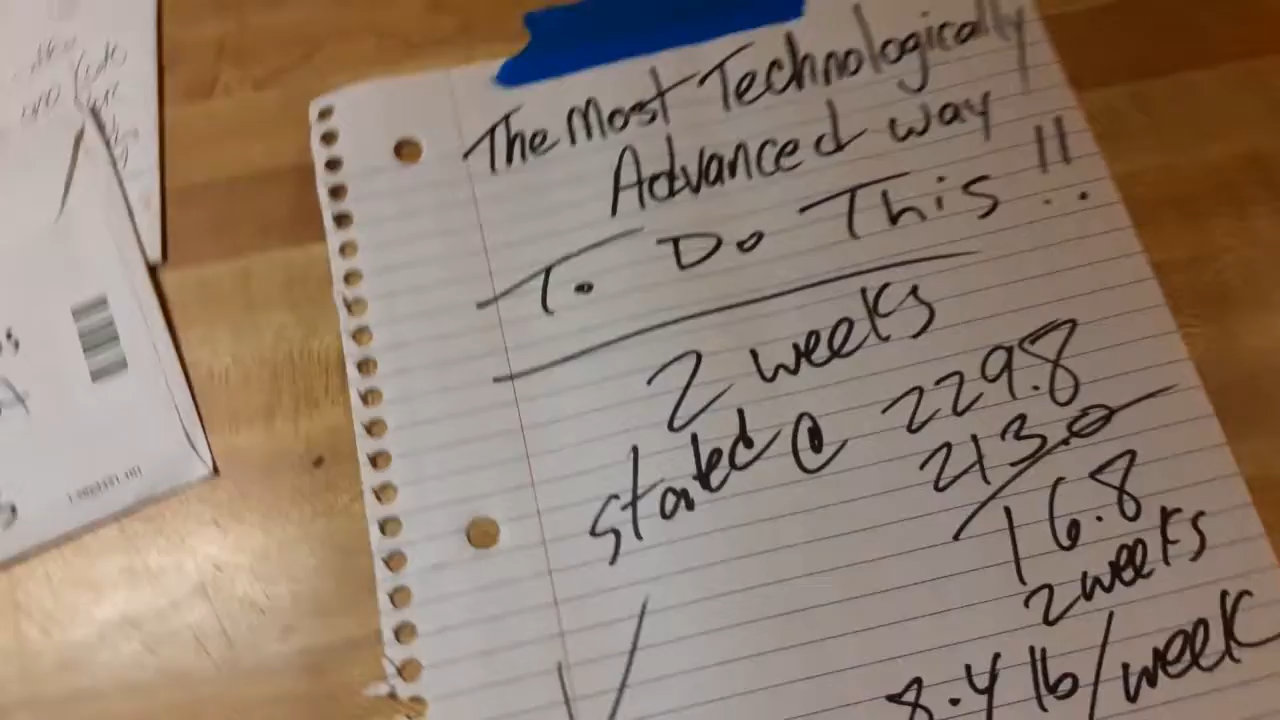 The Most Technologically
Advanced way
To Do This !!
2 weeks
started @ 229.8
213.0
16.8
2 weeks
8.4 lb/week